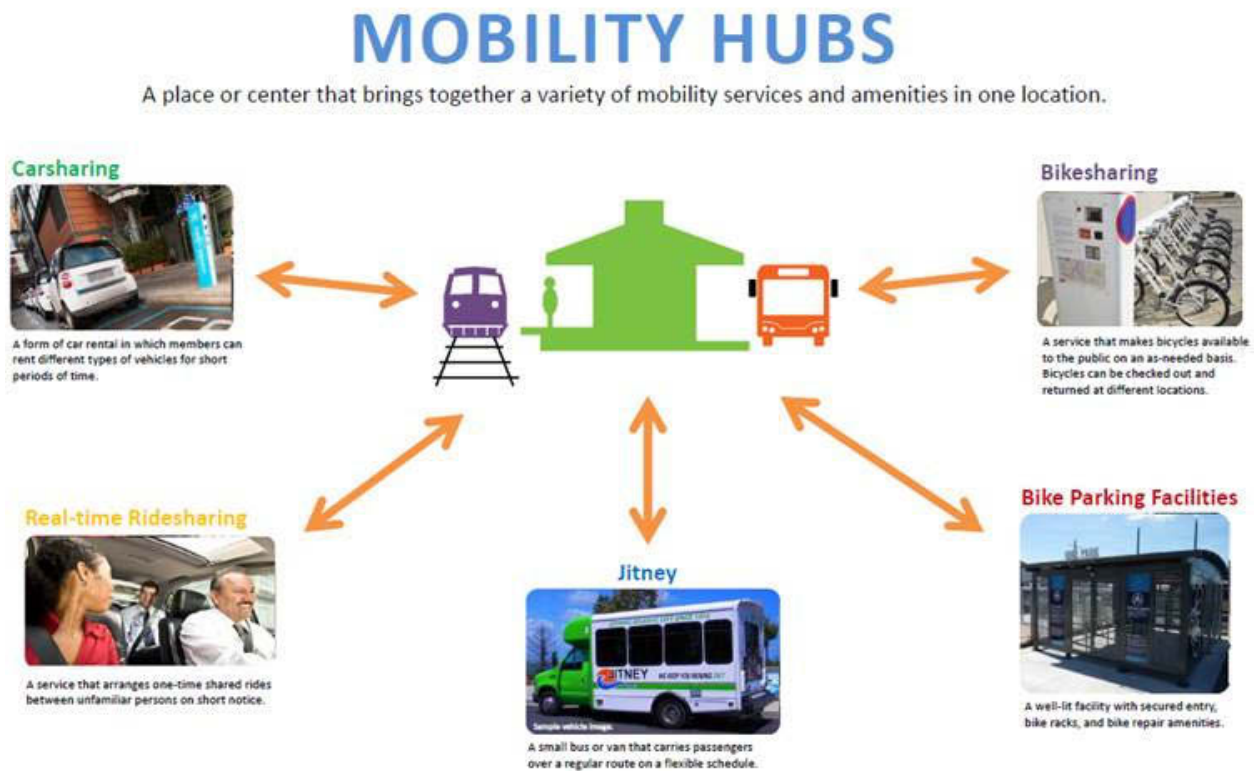 MOBILITY HUBS
A place or center that brings together a variety of mobility services and amenities in one location.
Carsharing
A form of car rental in which members can
rent different types of vehicles for short
periods of time.
Bikesharing
A service that makes bicycles available
to the public on an as-needed basis.
Bicycles can be checked out and
returned at different locations.
Real-time Ridesharing
A service that arranges one-time shared rides
between unfamiliar persons on short notice.
Jitney
JITNEY
WE KEEP YOU MOVING 24/7
Sample vehicle image.
A small bus or van that carries passengers
over a regular route on a flexible schedule.
Bike Parking Facilities
BIKE PARK
A well-lit facility with secured entry,
bike racks, and bike repair amenities.